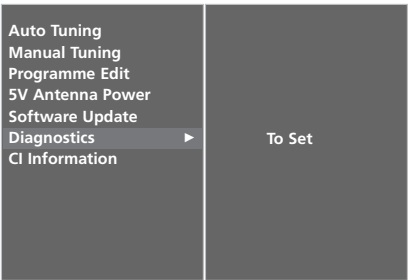 Auto Tuning
Manual Tuning
Programme Edit
5V Antenna Power
Software Update
Diagnostics ►
To Set
CI Information